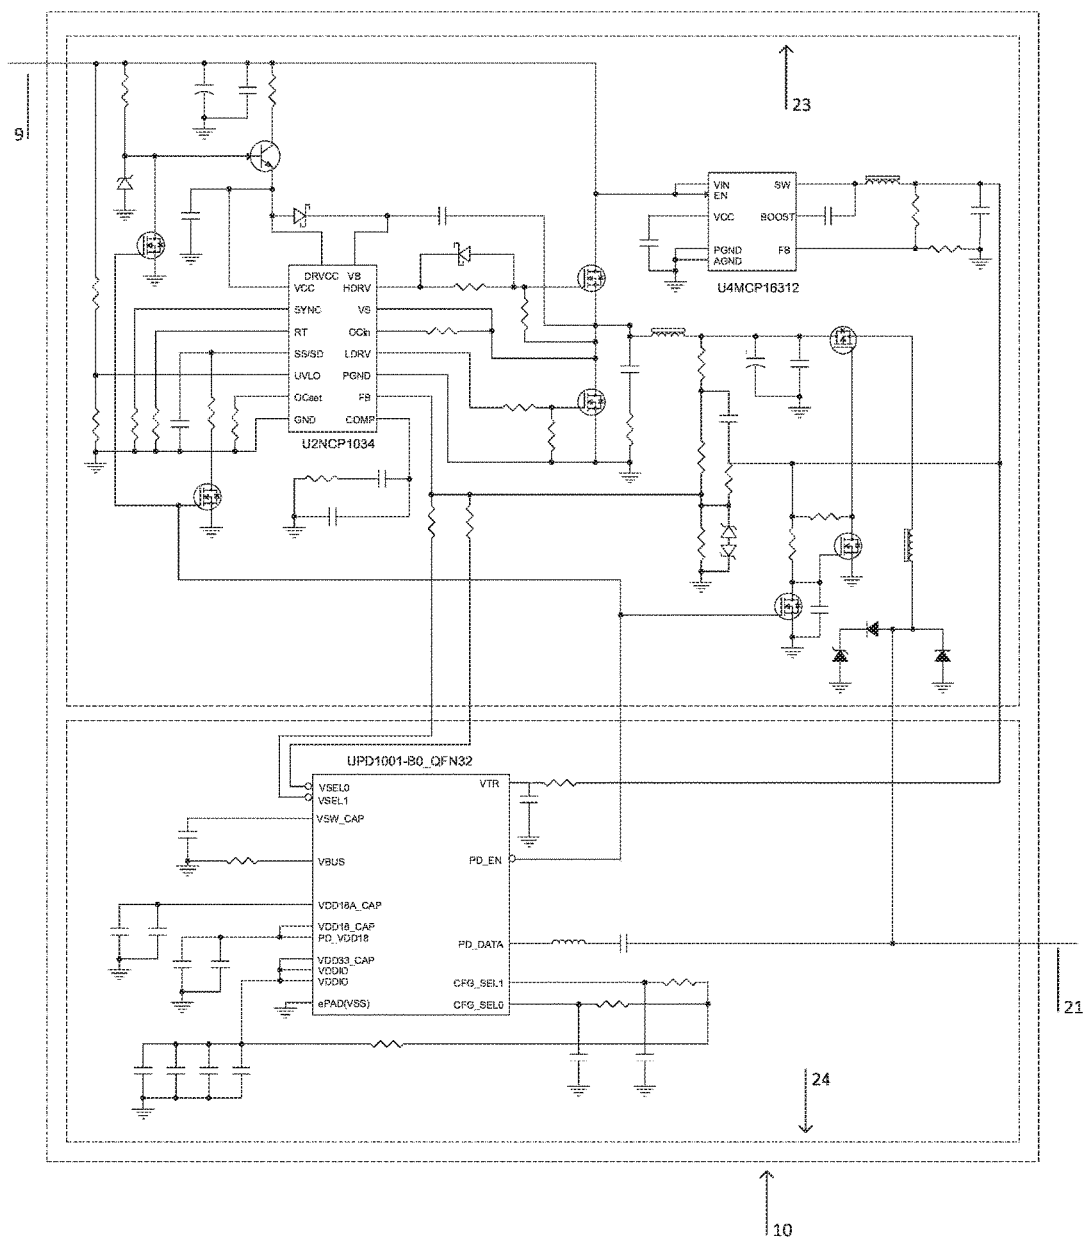 9
23
VIN
EN
VCC
PGND
AGND
SW
BOOST
FB
U4MCP16312
DRVCC VB
VCC
SYNC
RT
SS/SD
UVLO
OCset
GND
HDRV
VS
OCin
LDRV
PGND
FB
COMP
U2NCP1034
UPD1001-B0_QFN32
VSEL0
VSEL1
VSW_CAP
VBUS
VDD18A_CAP
VDD18_CAP
PD_VDD18
VDD33_CAP
VDDIO
VDDIO
ePAD(VSS)
VTR
PD_EN
PD_DATA
CFG_SEL1
CFG_SEL0
21
24
10